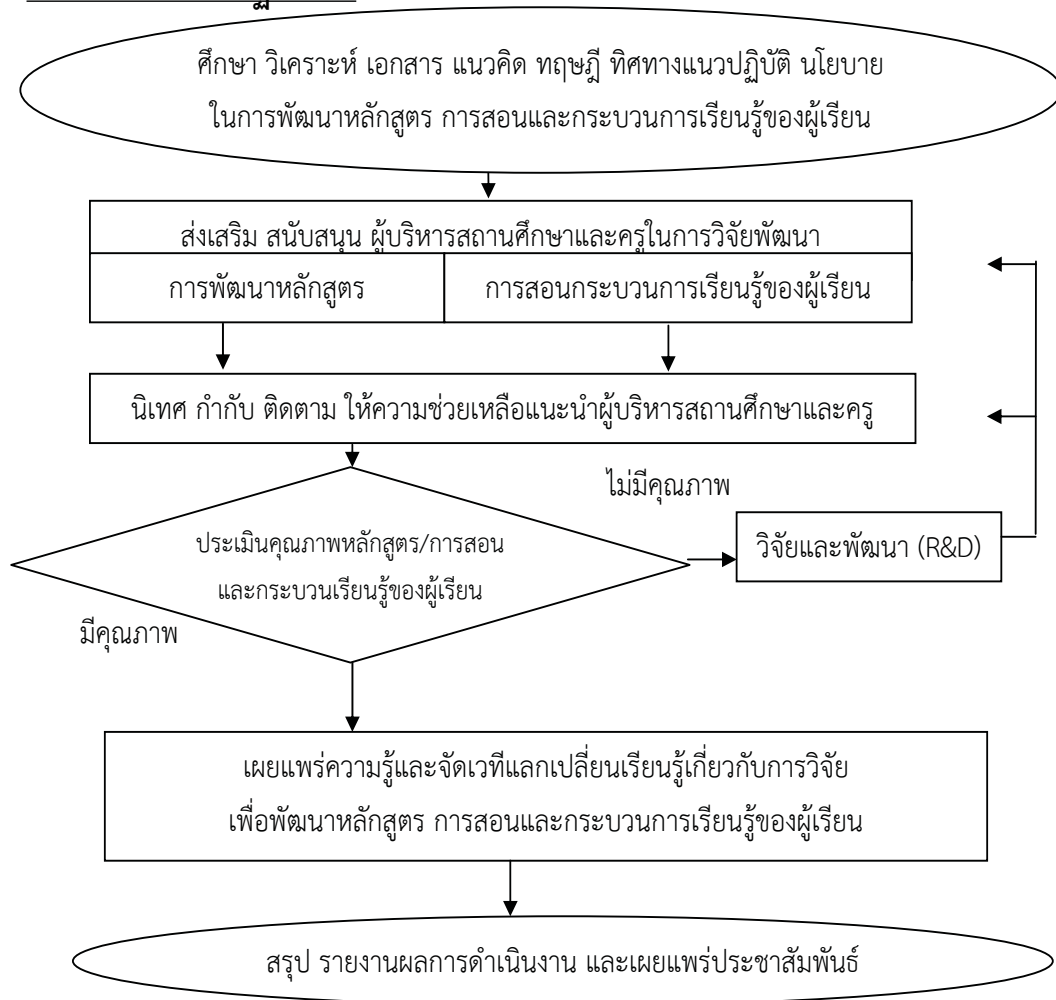 ศึกษา วิเคราะห์ เอกสาร แนวคิด ทฤษฎี ทิศทางแนวปฏิบัติ นโยบาย
ในการพัฒนาหลักสูตร การสอนและกระบวนการเรียนรู้ของผู้เรียน
ส่งเสริม สนับสนุน ผู้บริหารสถานศึกษาและครูในการวิจัยพัฒนา
การพัฒนาหลักสูตร
การสอนกระบวนการเรียนรู้ของผู้เรียน
นิเทศ กำกับ ติดตาม ให้ความช่วยเหลือแนะนำผู้บริหารสถานศึกษาและครู
ไม่มีคุณภาพ
ประเมินคุณภาพหลักสูตร/การสอน
และกระบวนเรียนรู้ของผู้เรียน
วิจัยและพัฒนา (R&D)
มีคุณภาพ
เผยแพร่ความรู้และจัดเวทีแลกเปลี่ยนเรียนรู้เกี่ยวกับการวิจัย
เพื่อพัฒนาหลักสูตร การสอนและกระบวนการเรียนรู้ของผู้เรียน
สรุป รายงานผลการดำเนินงาน และเผยแพร่ประชาสัมพันธ์